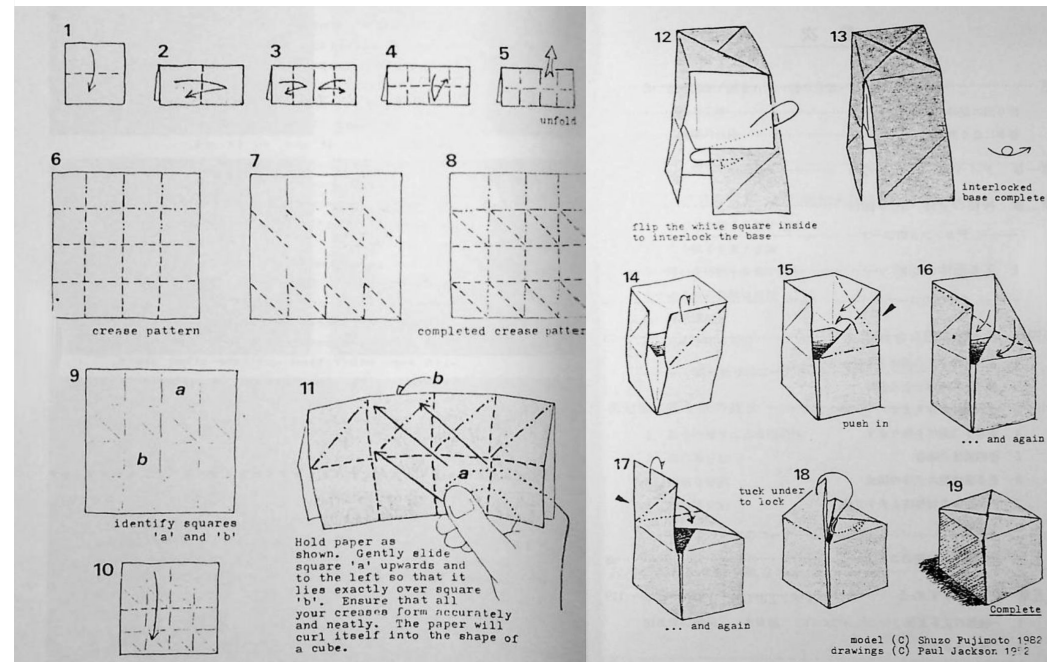 1
2
3
4
5
unfold
6
7
8
crease pattern
completed crease patter
9
a
b
identify squares
'a' and 'b'
10
11
b
a
Hold paper as
shown. Gently slide
square 'a' upwards and
to the left so that it
lies exactly over square
'b'. Ensure that all
your creases form accurately
and neatly. The paper will
curl itself into the shape of
a cube.
12
13
flip the white square inside
to interlock the base
interlocked
base complete
14
15
16
push in
... and again
17
18
19
tuck under
to lock
... and again
Complete
model (C) Shuzo Fujimoto 1982
drawings (C) Paul Jackson